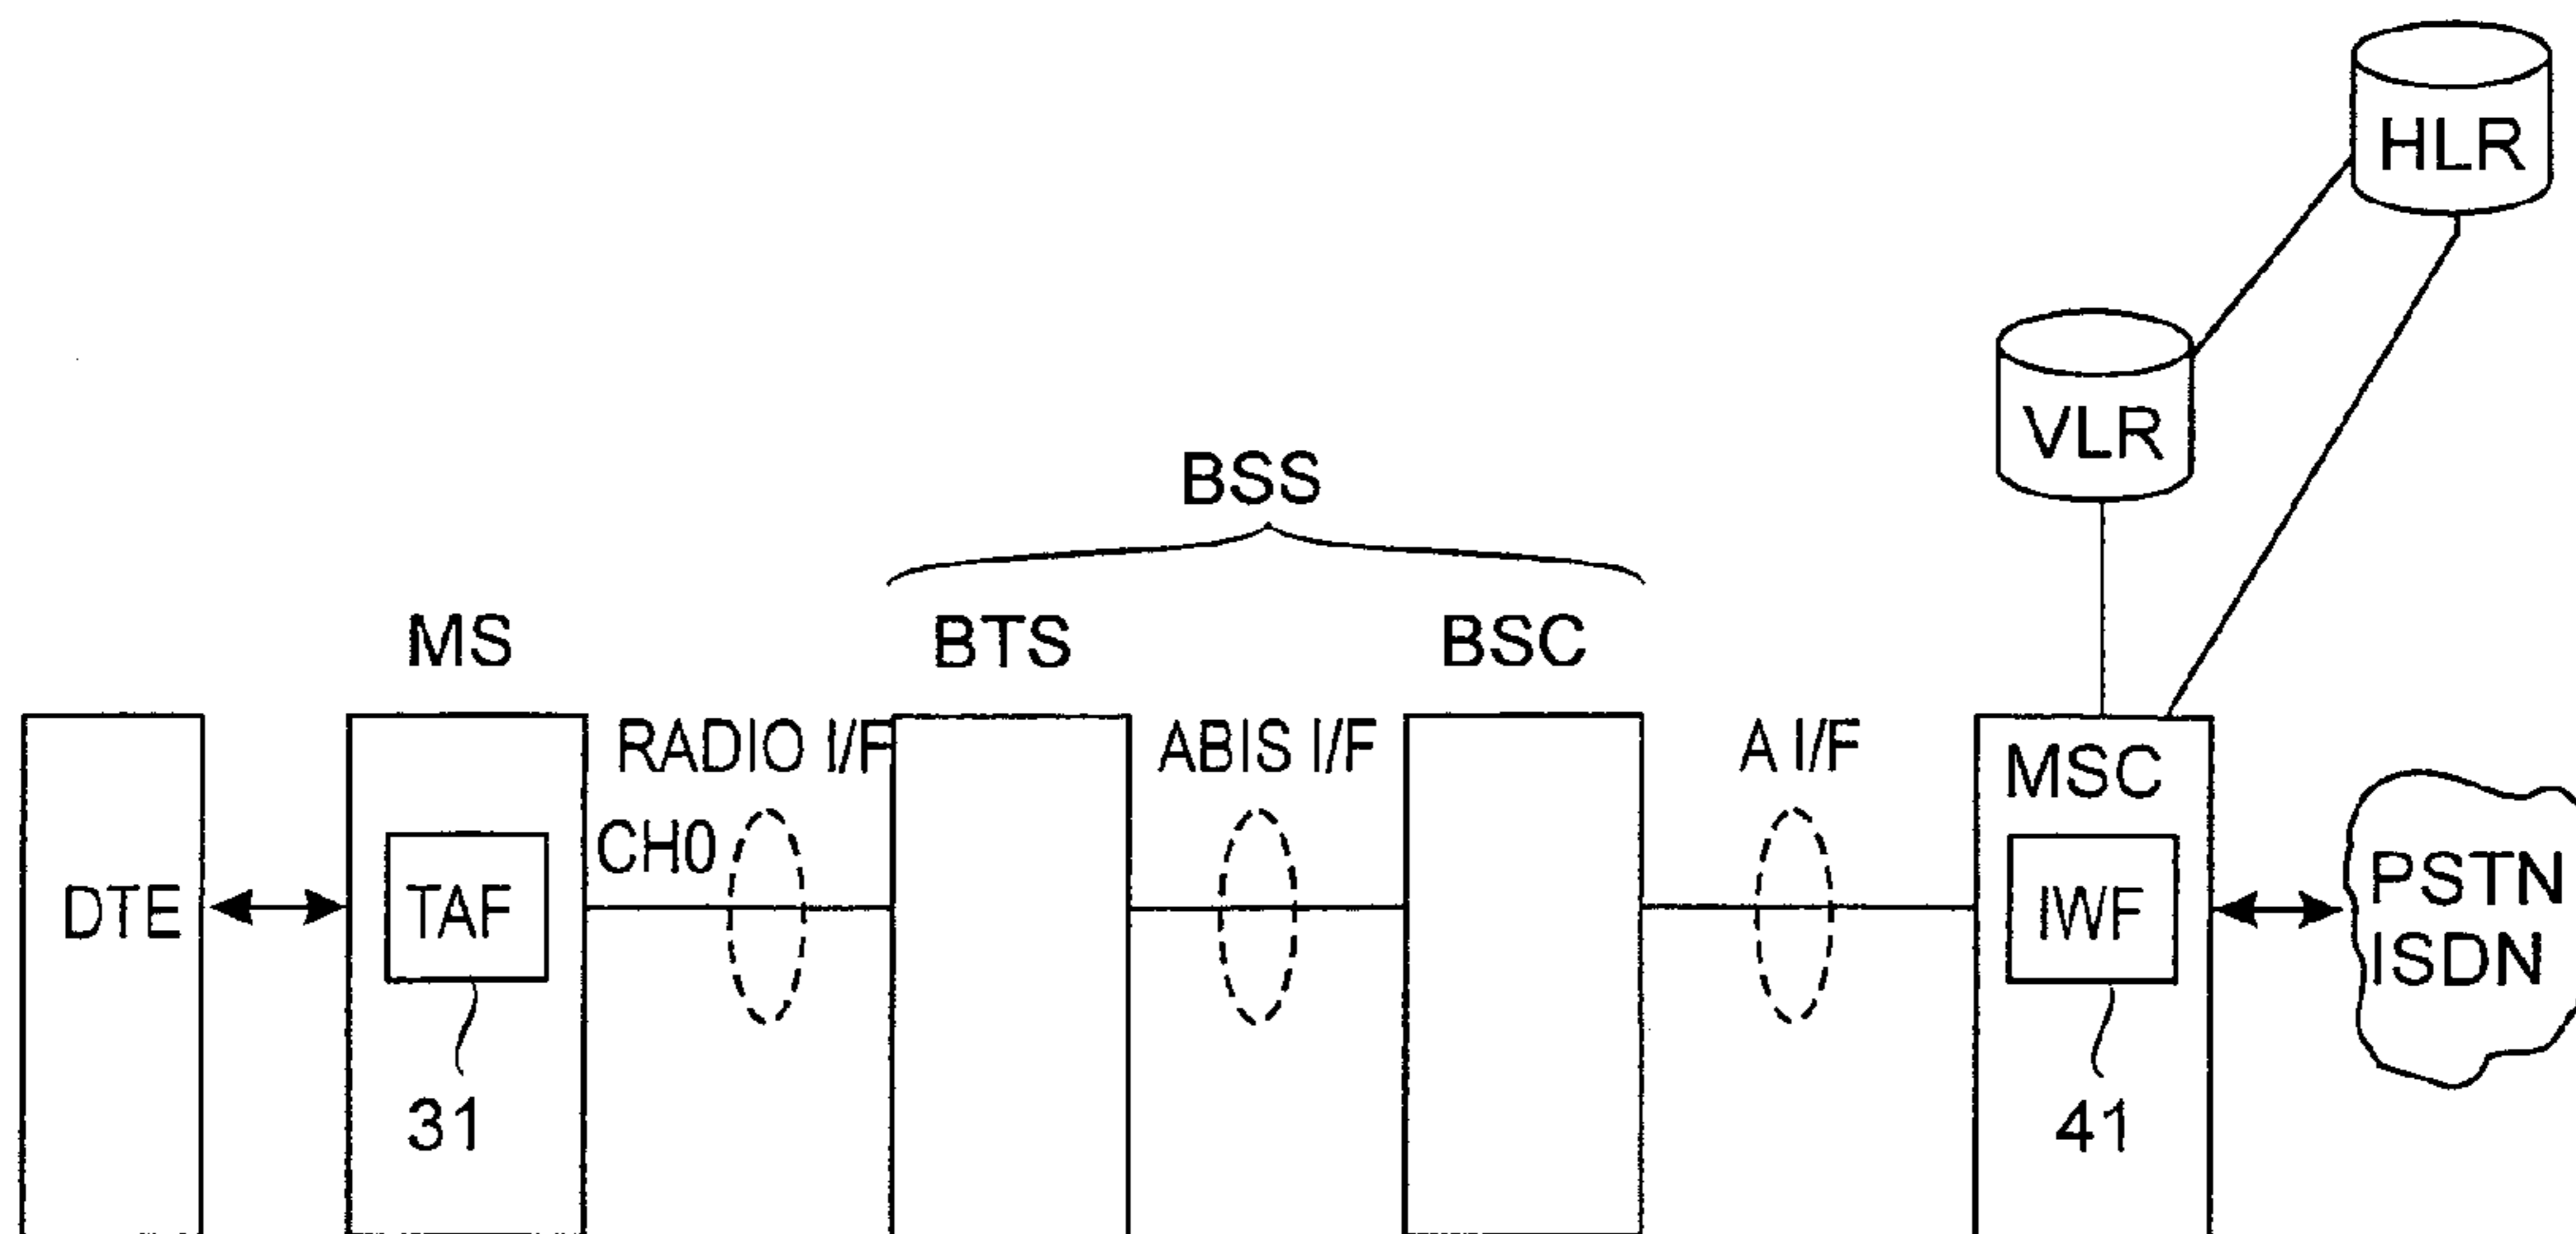 HLR
VLR
BSS
MS
BTS
BSC
RADIO I/F
ABIS I/F
A I/F
MSC
CH0
DTE
TAF
IWF
PSTN
ISDN
31
41